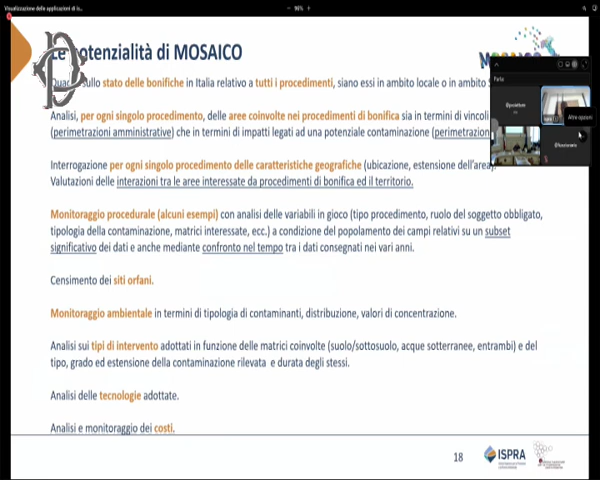 Visualizzazione delle applicazioni di is...
96%
Le potenzialità di MOSAICO
sullo stato delle bonifiche in Italia relativo a tutti i procedimenti, siano essi in ambito locale o in ambito
Parla:
Altre opzioni
Analisi, per ogni singolo procedimento, delle aree coinvolte nei procedimenti di bonifica sia in termini di vincoli
(perimetrazioni amministrative) che in termini di impatti legati ad una potenziale contaminazione (perimetrazion
Interrogazione per ogni singolo procedimento delle caratteristiche geografiche (ubicazione, estensione dell'area).
Valutazioni delle interazioni tra le aree interessate da procedimenti di bonifica ed il territorio.
Monitoraggio procedurale (alcuni esempi) con analisi delle variabili in gioco (tipo procedimento, ruolo del soggetto obbligato,
tipologia della contaminazione, matrici interessate, ecc.) a condizione del popolamento dei campi relativi su un subset
significativo dei dati e anche mediante confronto nel tempo tra i dati consegnati nei vari anni.
Censimento dei siti orfani.
Monitoraggio ambientale in termini di tipologia di contaminanti, distribuzione, valori di concentrazione.
Analisi sui tipi di intervento adottati in funzione delle matrici coinvolte (suolo/sottosuolo, acque sotterranee, entrambi) e del
tipo, grado ed estensione della contaminazione rilevata e durata degli stessi.
Analisi delle tecnologie adottate.
Analisi e monitoraggio dei costi.
18
ISPRA